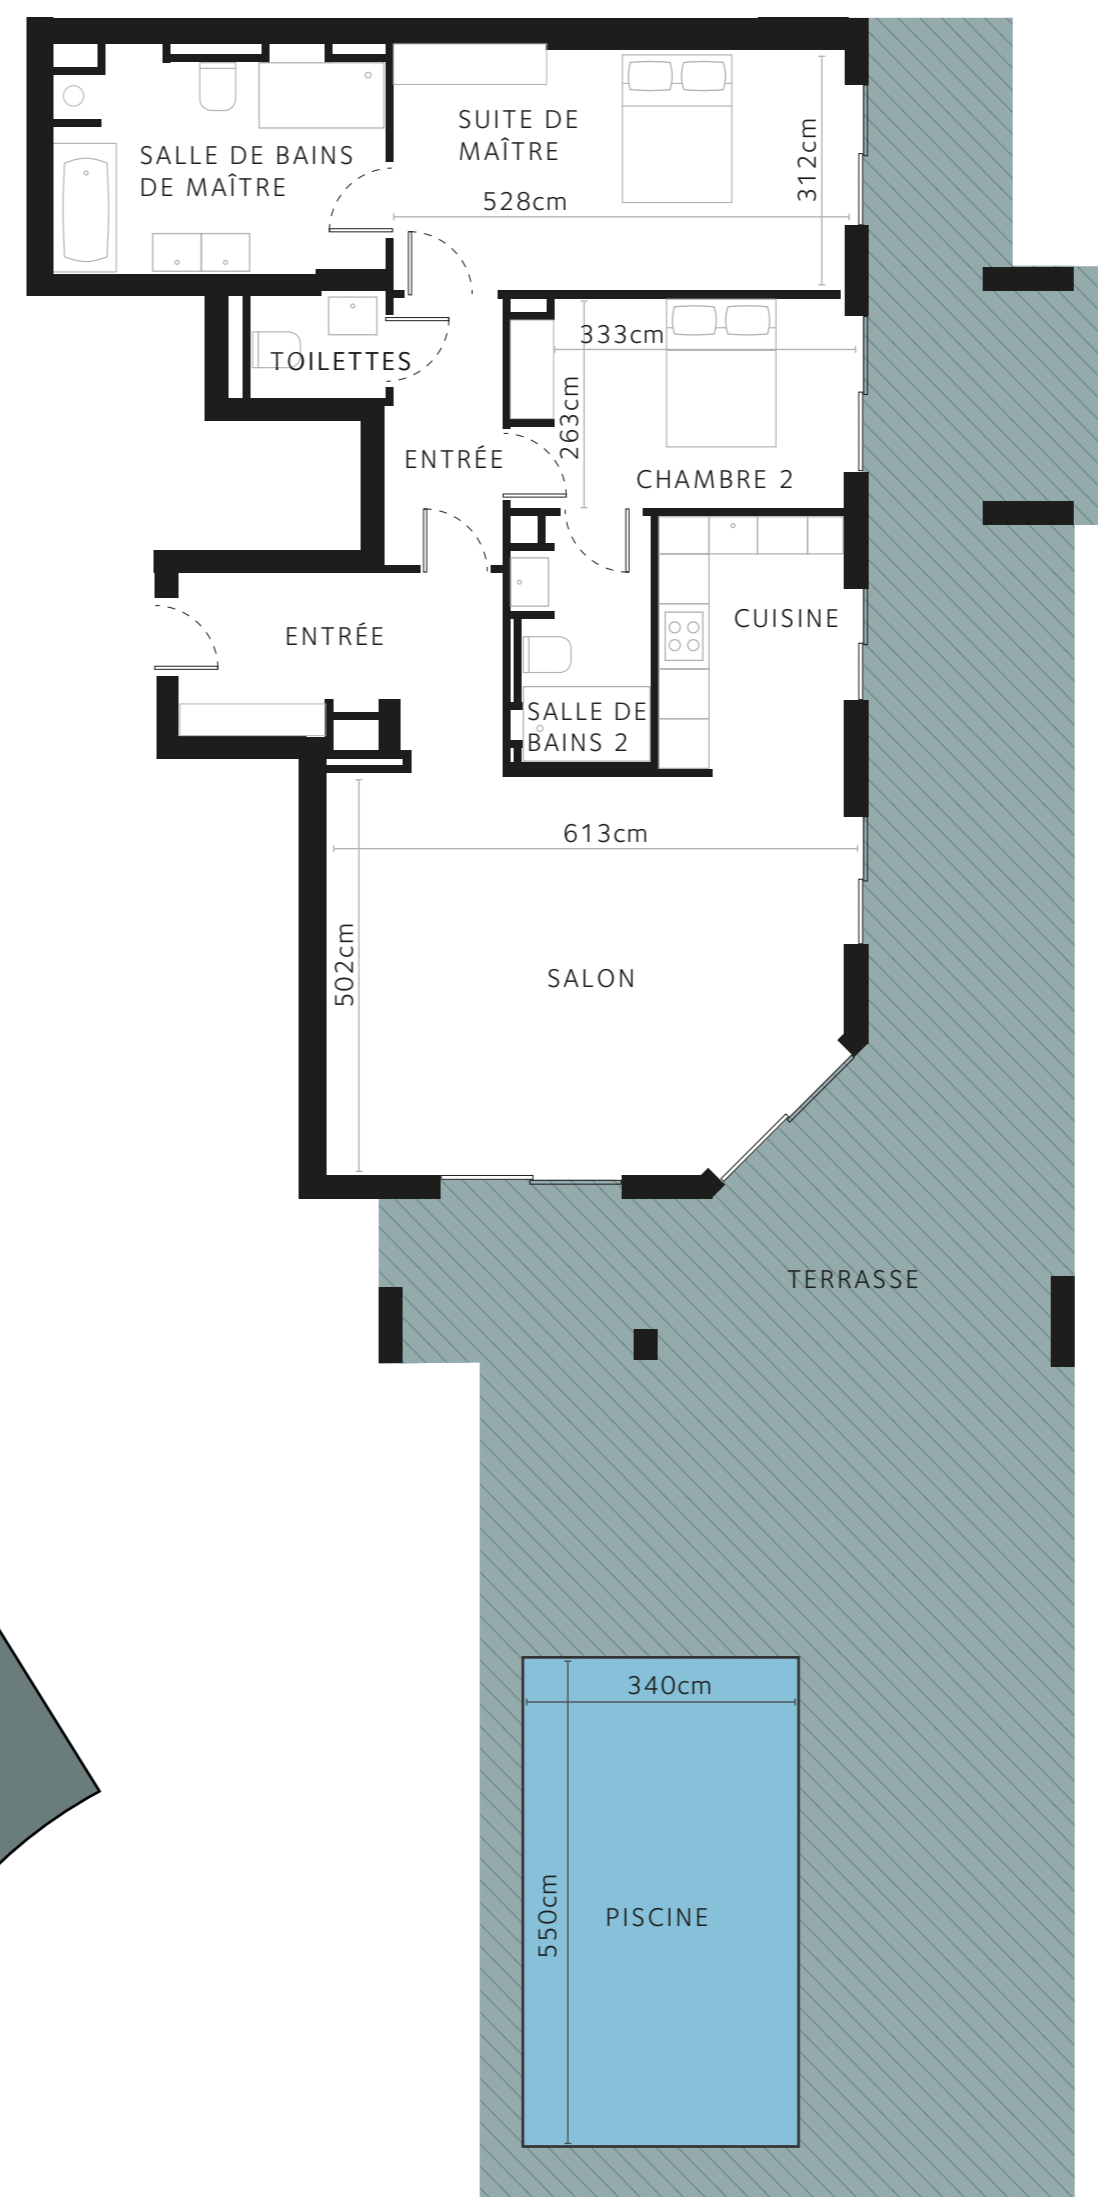 SUITE DE
MAÎTRE
312cm
SALLE DE BAINS
DE MAÎTRE
528cm
333cm
TOILETTES
263cm
ENTRÉE
CHAMBRE 2
CUISINE
ENTRÉE
SALLE DE
BAINS 2
613cm
502cm
SALON
TERRASSE
340cm
550cm
PISCINE